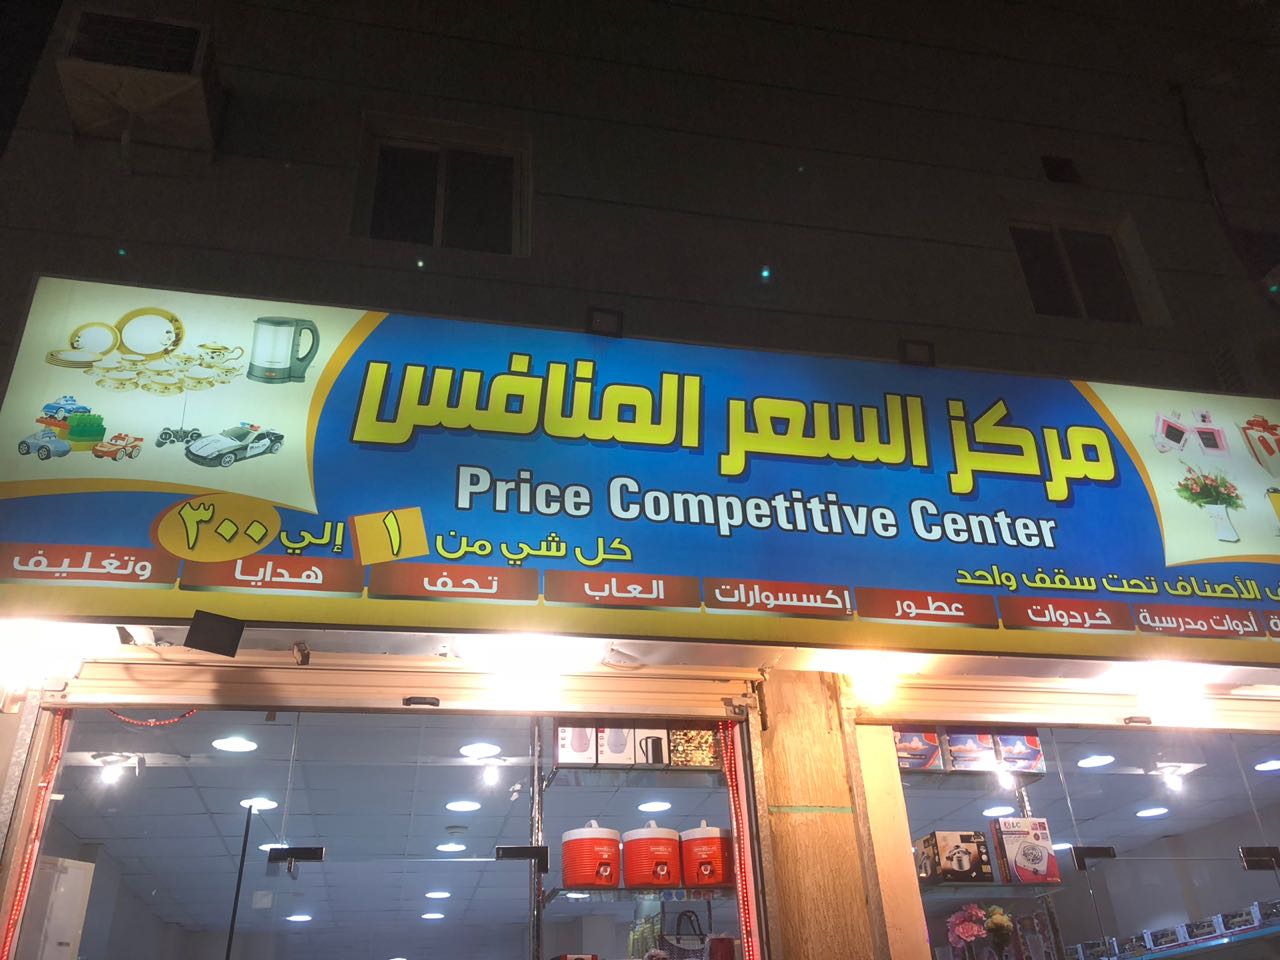 مركز السعر المنافس
Price Competitive Center
كل شي من ١ إلي ٣٠٠
الأصناف تحت سقف واحد
أدوات مدرسية خردوات عطور إكسسوارات العاب تحف هدايا وتغليف